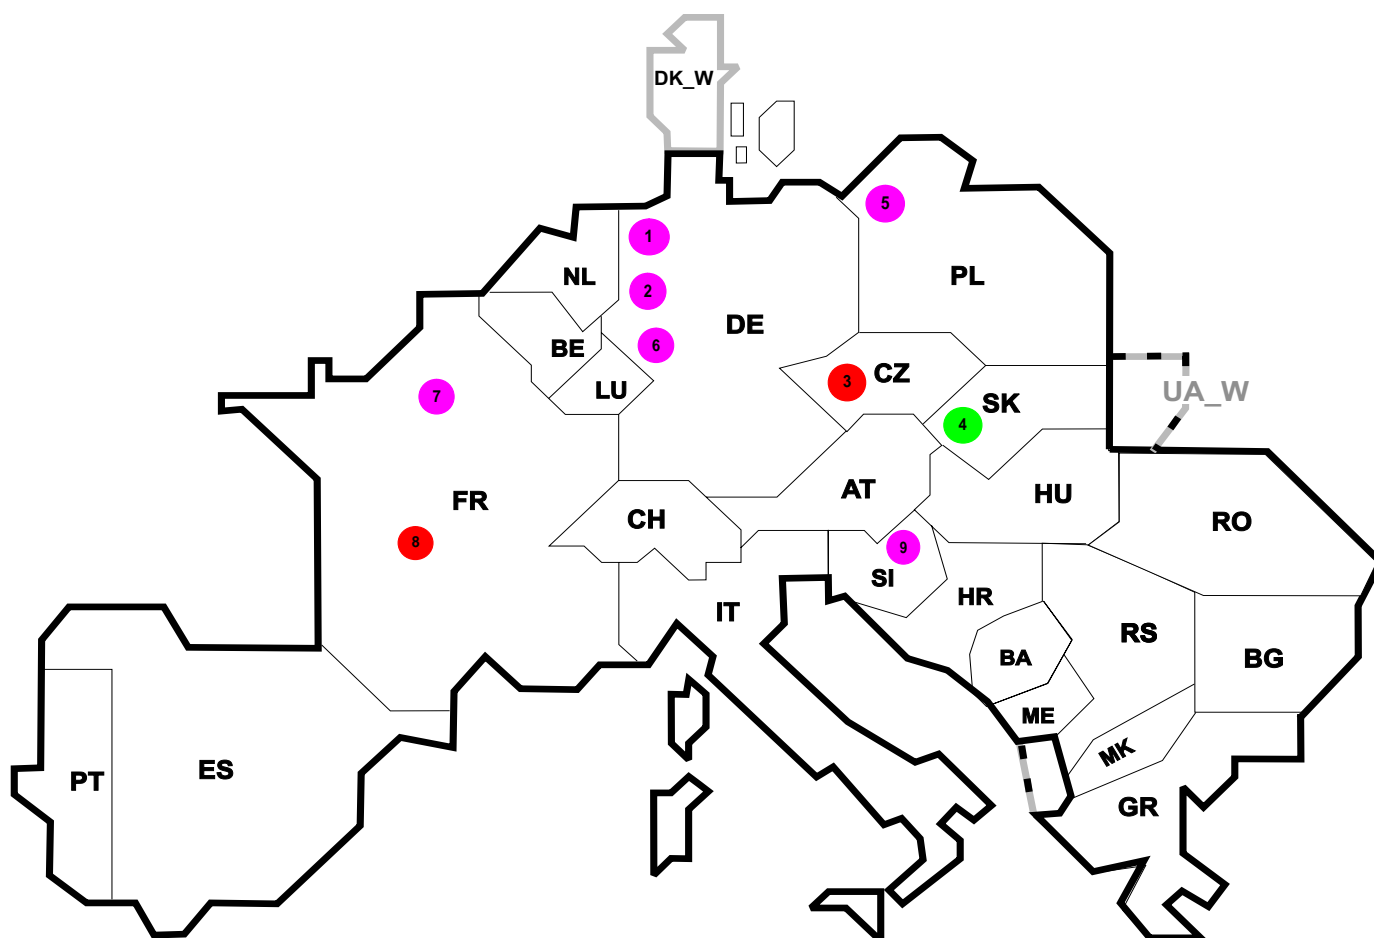 DK_W
5
1
NL
PL
2
DE
BE
6
CZ
3
LU
7
UA_W
SK
4
AT
HU
FR
CH
RO
8
9
SI
HR
IT
RS
BA
BG
ME
MK
ES
PT
GR